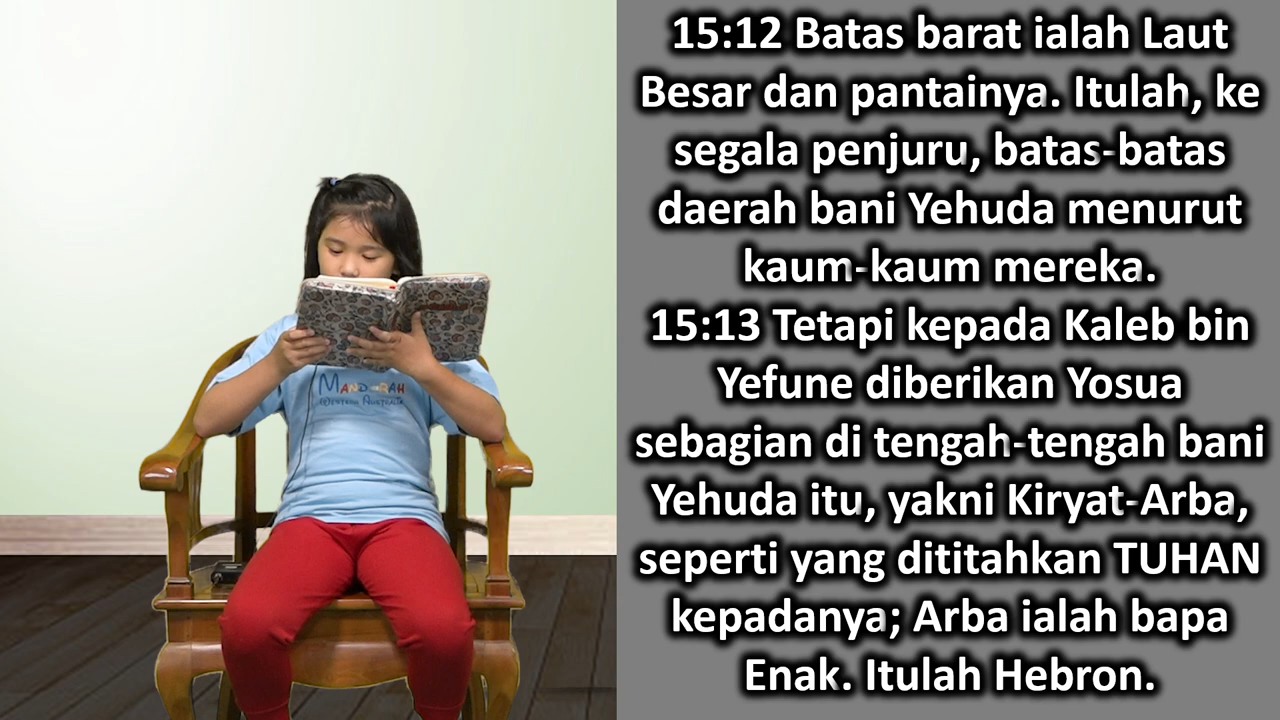 15:12 Batas barat ialah Laut
Besar dan pantainya. Itulah, ke
segala penjuru, batas-batas
daerah bani Yehuda menurut
kaum-kaum mereka.
15:13 Tetapi kepada Kaleb bin
Yefune diberikan Yosua
sebagian di tengah-tengah bani
Yehuda itu, yakni Kiryat-Arba,
seperti yang dititahkan TUHAN
kepadanya; Arba ialah bapa
Enak. Itulah Hebron.
WESTERN AUSTRALIA